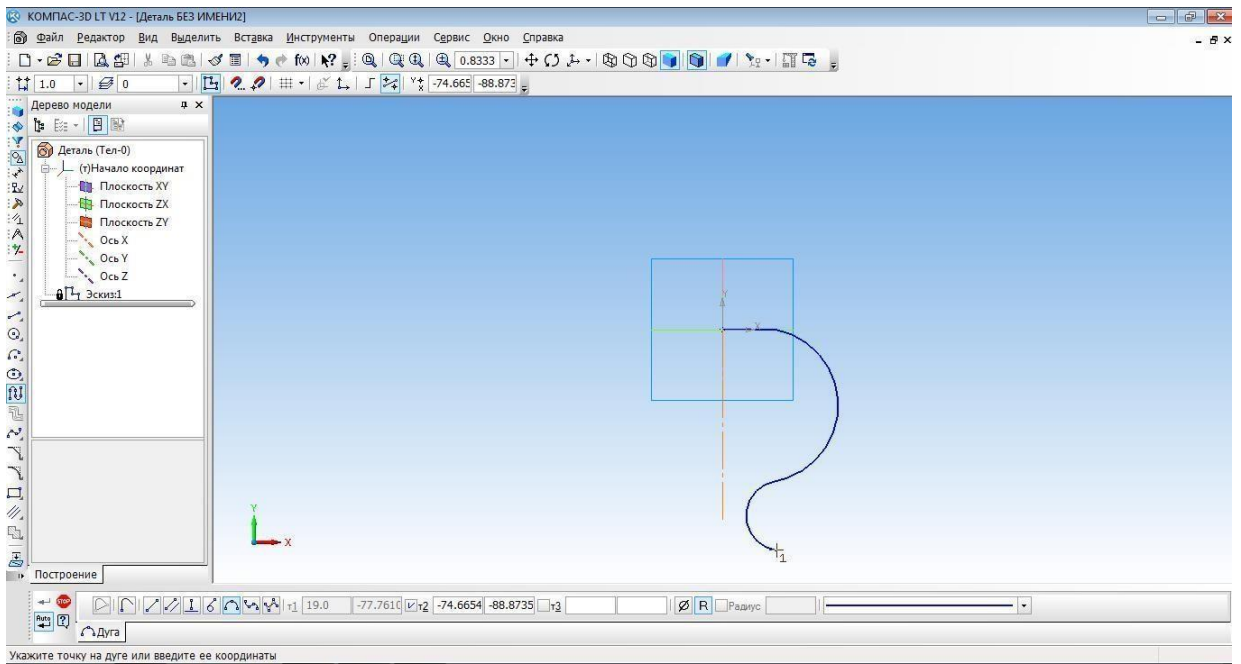 КОМПАС-3D LT V12 - [Деталь БЕЗ ИМЕНИ2]
Файл Редактор Вид Выделить Вставка Инструменты Операции Сервис Окно Справка
0.8333
1.0 0 -74.665 -88.873
Дерево модели
Деталь (Тел-0)
(т)Начало координат
Плоскость XY
Плоскость ZX
Плоскость ZY
Ось X
Ось Y
Ось Z
Эскиз:1
Y
X
1
Y
X
Построение
STOP т1 19.0 -77.761 т2 -74.6654 -88.8735 т3 R Радиус
Auto
Дуга
Укажите точку на дуге или введите ее координаты